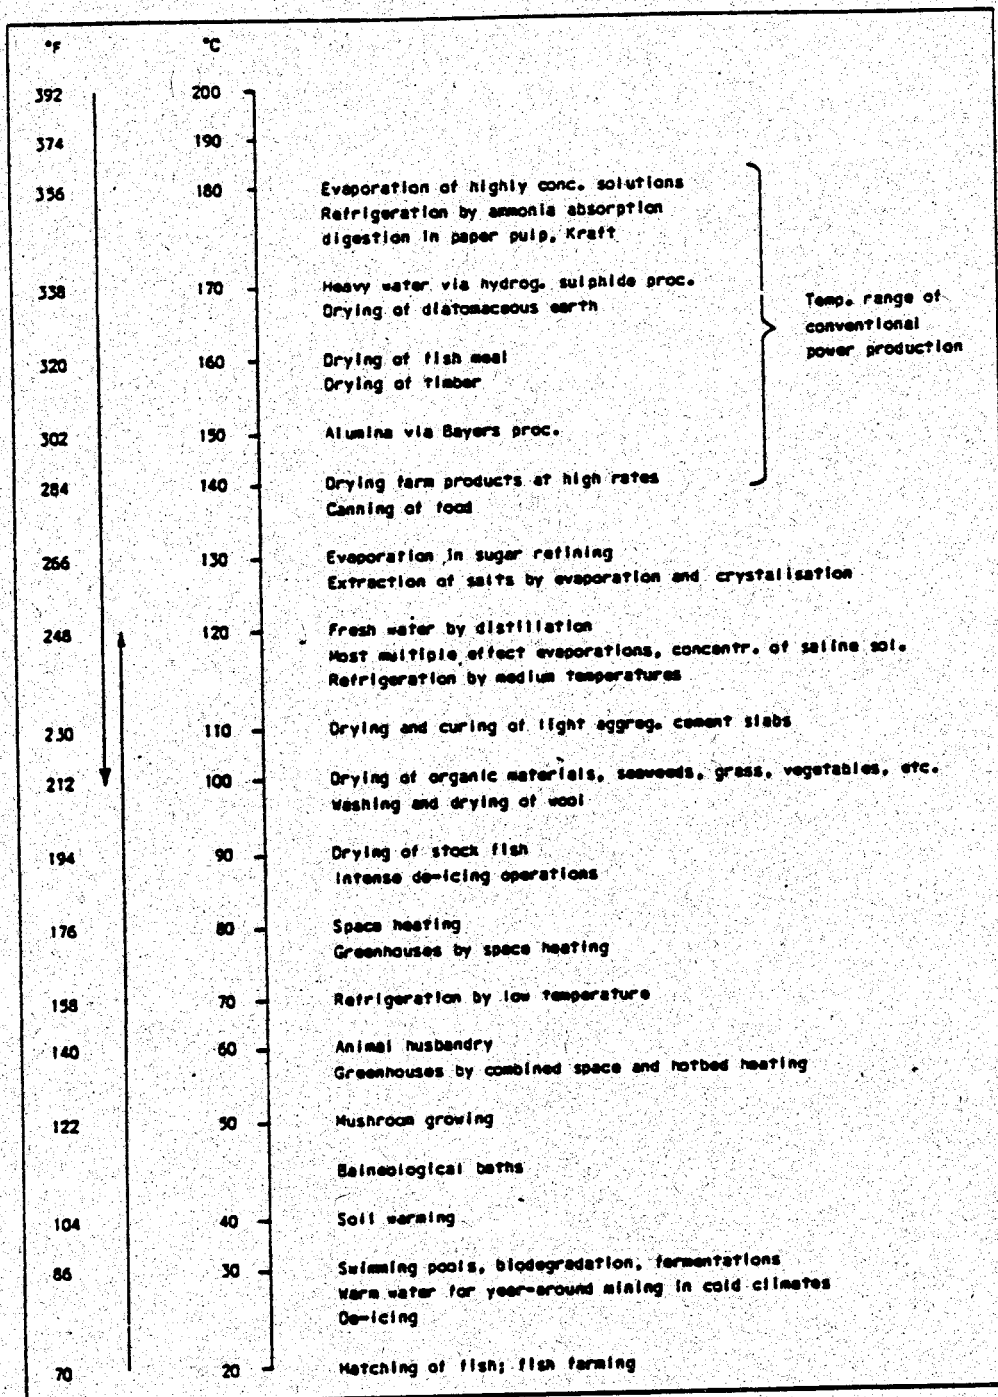 °F °C
392 200
374 190
356 180 Evaporation of highly conc. solutions
Refrigeration by ammonia absorption
digestion in paper pulp, Kraft
338 170 Heavy water via hydrog. sulphide proc.
Drying of diatomaceous earth
Temp. range of
conventional
power production
320 160 Drying of fish meal
Drying of timber
302 150 Alumina via Bayers proc.
284 140 Drying farm products at high rates
Canning of food
266 130 Evaporation in sugar refining
Extraction of salts by evaporation and crystalisation
248 120 Fresh water by distillation
Most multiple effect evaporations, concentr. of saline sol.
Refrigeration by medium temperatures
230 110 Drying and curing of light aggreg. cement slabs
212 100 Drying of organic materials, seaweeds, grass, vegetables, etc.
Washing and drying of wool
194 90 Drying of stock fish
Intense de-icing operations
176 80 Space heating
Greenhouses by space heating
158 70 Refrigeration by low temperature
140 60 Animal husbandry
Greenhouses by combined space and hotbed heating
122 50 Mushroom growing
Balneological baths
104 40 Soil warming
86 30 Swimming pools, biodegradation, fermentations
Warm water for year-around mining in cold climates
De-icing
70 20 Hatching of fish; fish farming